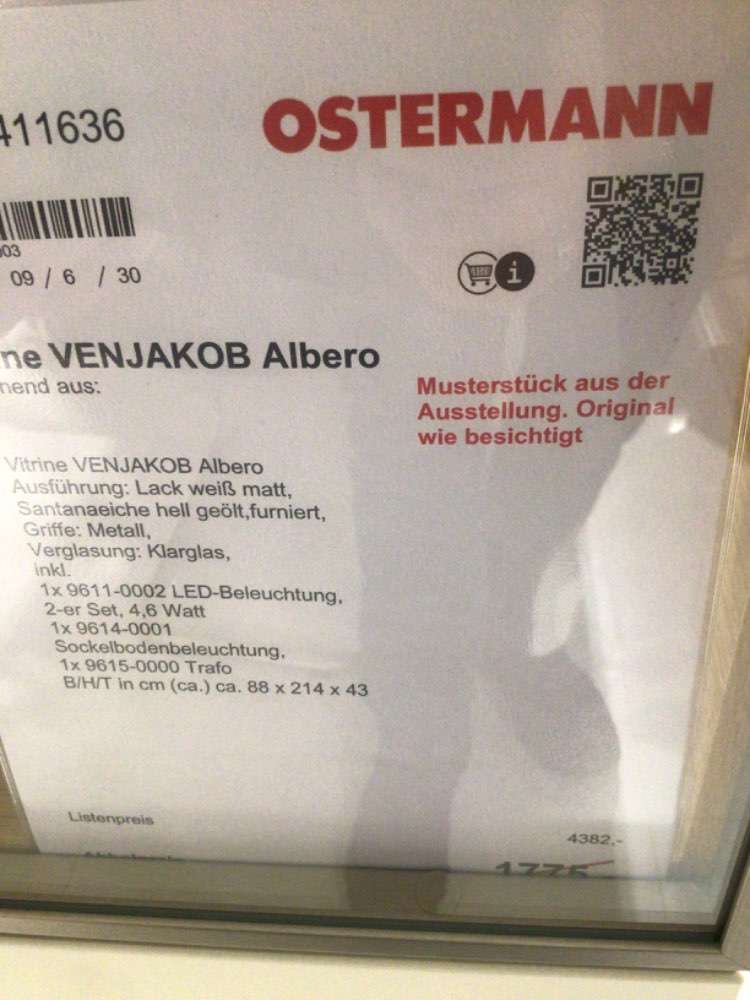 411636
OSTERMANN
03
09 / 6 / 30
ne VENJAKOB Albero
nend aus:
Musterstück aus der
Ausstellung. Original
wie besichtigt
Vitrine VENJAKOB Albero
Ausführung: Lack weiß matt,
Santanaeiche hell geölt,furniert,
Griffe: Metall,
Verglasung: Klarglas,
inkl.
1x 9611-0002 LED-Beleuchtung,
2-er Set, 4,6 Watt
1x 9614-0001
Sockelbodenbeleuchtung,
1x 9615-0000 Trafo
B/H/T in cm (ca.) ca. 88 x 214 x 43
Listenpreis
4382,-
1775